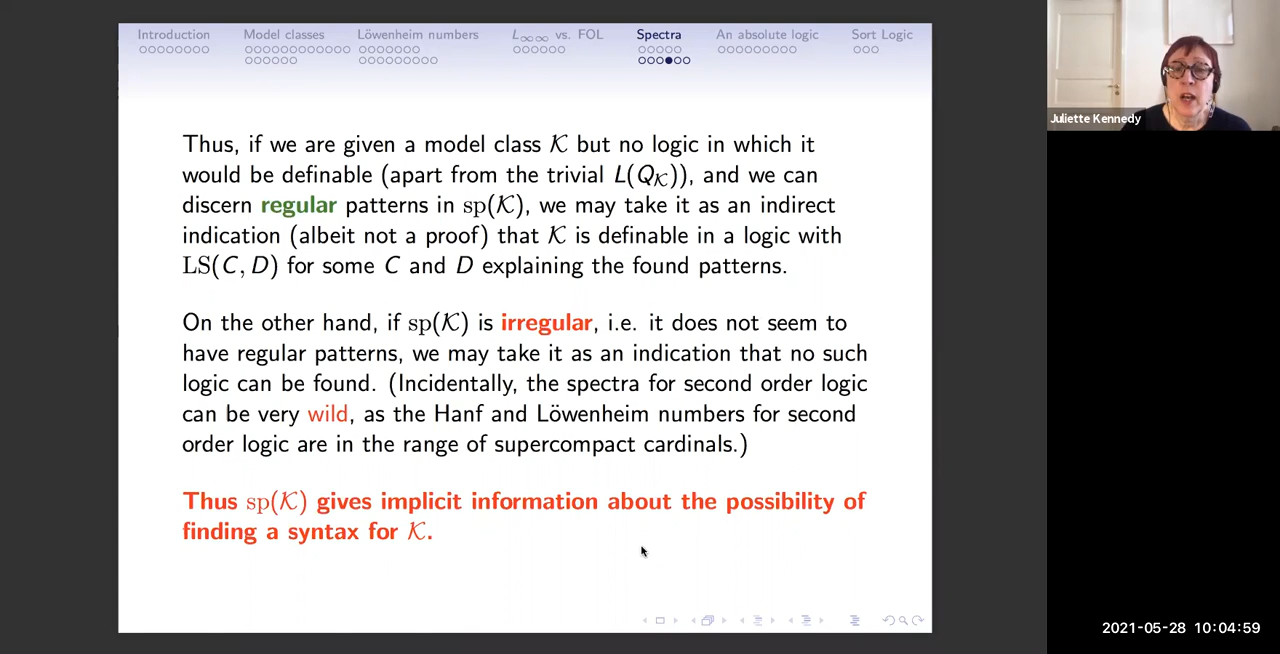 Introduction Model classes Löwenheim numbers L∞∞ vs. FOL Spectra An absolute logic Sort Logic
Thus, if we are given a model class 𝒦 but no logic in which it
would be definable (apart from the trivial L(Q_𝒦)), and we can
discern regular patterns in sp(𝒦), we may take it as an indirect
indication (albeit not a proof) that 𝒦 is definable in a logic with
LS(C, D) for some C and D explaining the found patterns.
On the other hand, if sp(𝒦) is irregular, i.e. it does not seem to
have regular patterns, we may take it as an indication that no such
logic can be found. (Incidentally, the spectra for second order logic
can be very wild, as the Hanf and Löwenheim numbers for second
order logic are in the range of supercompact cardinals.)
Thus sp(𝒦) gives implicit information about the possibility of
finding a syntax for 𝒦.
Juliette Kennedy
2021-05-28 10:04:59